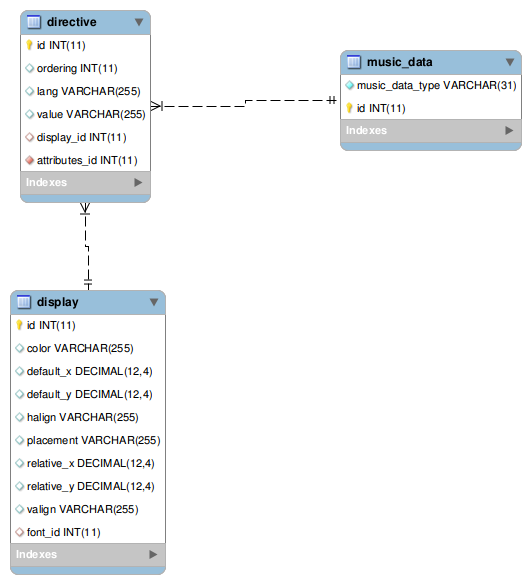 directive
id INT(11)
ordering INT(11)
lang VARCHAR(255)
value VARCHAR(255)
display_id INT(11)
attributes_id INT(11)
Indexes
music_data
music_data_type VARCHAR(31)
id INT(11)
Indexes
display
id INT(11)
color VARCHAR(255)
default_x DECIMAL(12,4)
default_y DECIMAL(12,4)
halign VARCHAR(255)
placement VARCHAR(255)
relative_x DECIMAL(12,4)
relative_y DECIMAL(12,4)
valign VARCHAR(255)
font_id INT(11)
Indexes